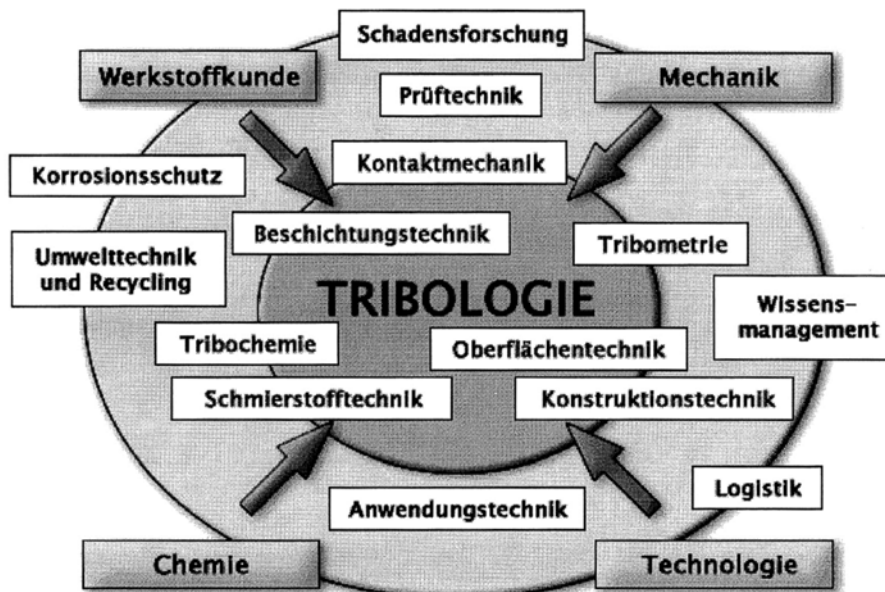 Schadensforschung
Werkstoffkunde
Mechanik
Prüftechnik
Kontaktmechanik
Korrosionsschutz
Beschichtungstechnik
Tribometrie
Umwelttechnik
und Recycling
TRIBOLOGIE
Wissens-
management
Tribochemie
Oberflächentechnik
Schmierstofftechnik
Konstruktionstechnik
Logistik
Anwendungstechnik
Chemie
Technologie